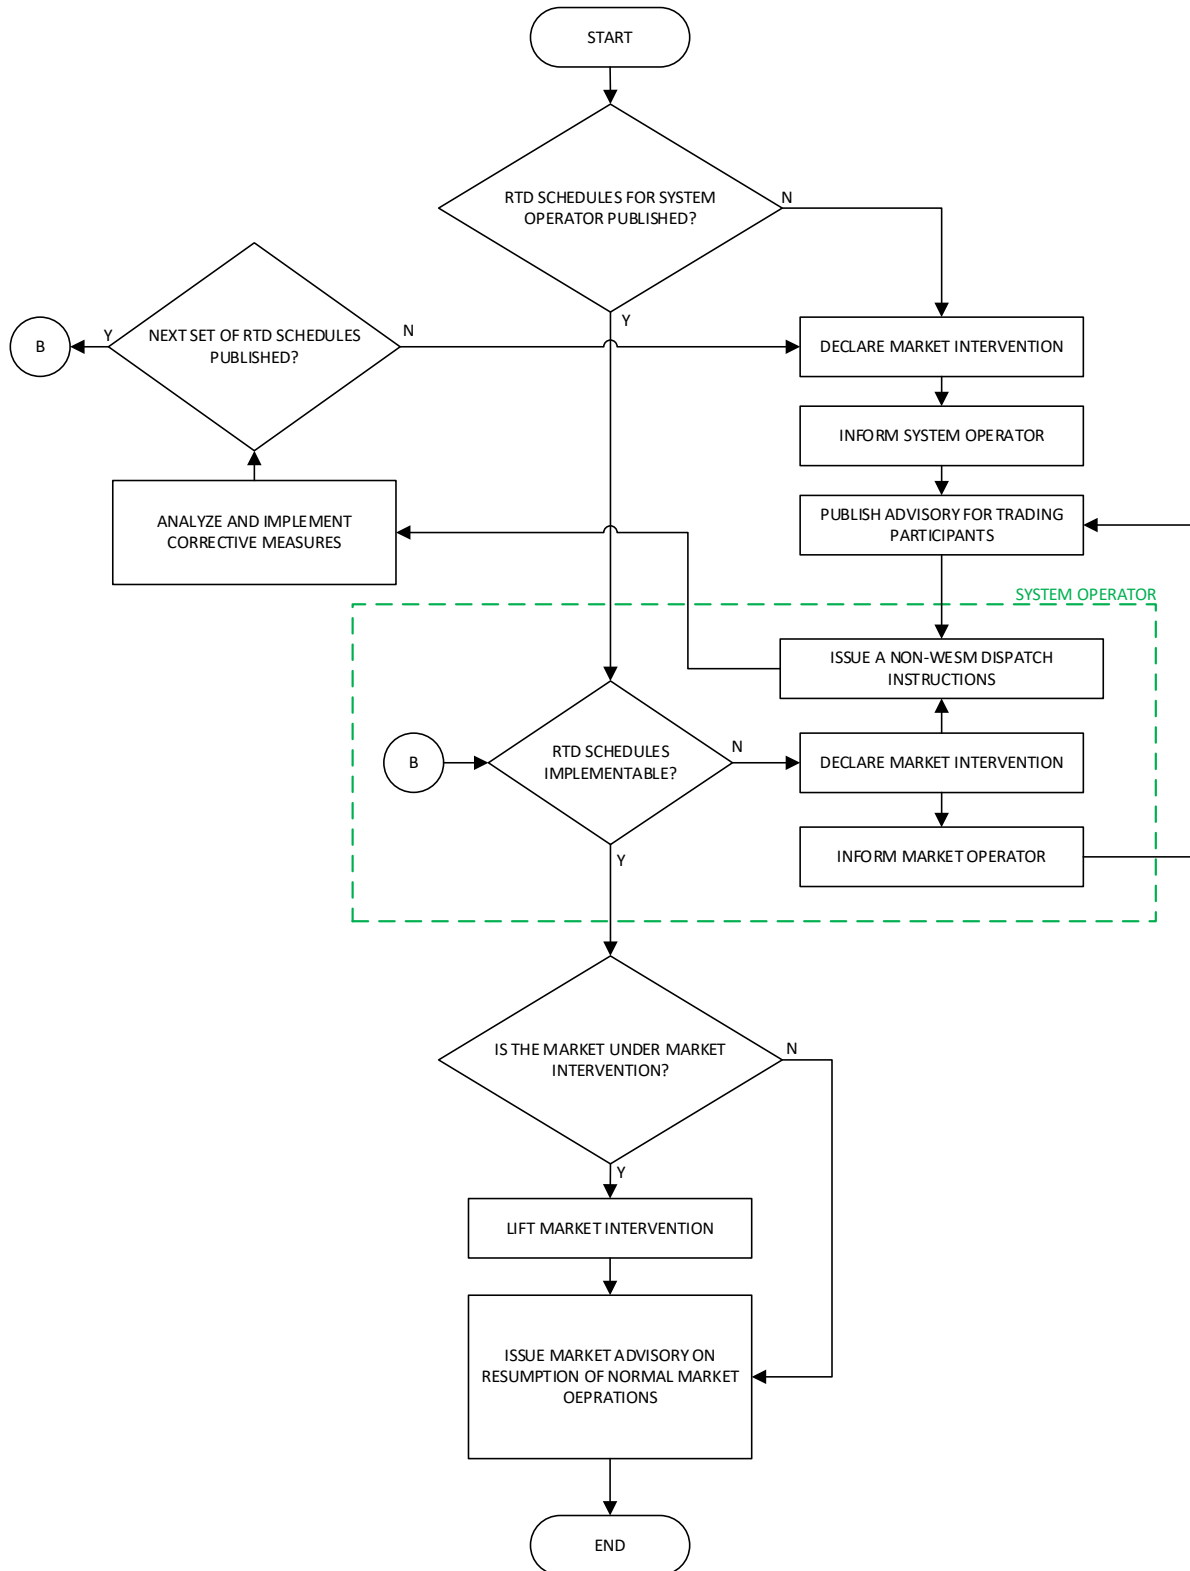 START
RTD SCHEDULES FOR SYSTEM
OPERATOR PUBLISHED?
N
Y
NEXT SET OF RTD SCHEDULES
PUBLISHED?
Y
N
B
DECLARE MARKET INTERVENTION
INFORM SYSTEM OPERATOR
ANALYZE AND IMPLEMENT
CORRECTIVE MEASURES
PUBLISH ADVISORY FOR TRADING
PARTICIPANTS
SYSTEM OPERATOR
ISSUE A NON-WESM DISPATCH
INSTRUCTIONS
B
RTD SCHEDULES
IMPLEMENTABLE?
N
Y
DECLARE MARKET INTERVENTION
INFORM MARKET OPERATOR
IS THE MARKET UNDER MARKET
INTERVENTION?
N
Y
LIFT MARKET INTERVENTION
ISSUE MARKET ADVISORY ON
RESUMPTION OF NORMAL MARKET
OEPRATIONS
END